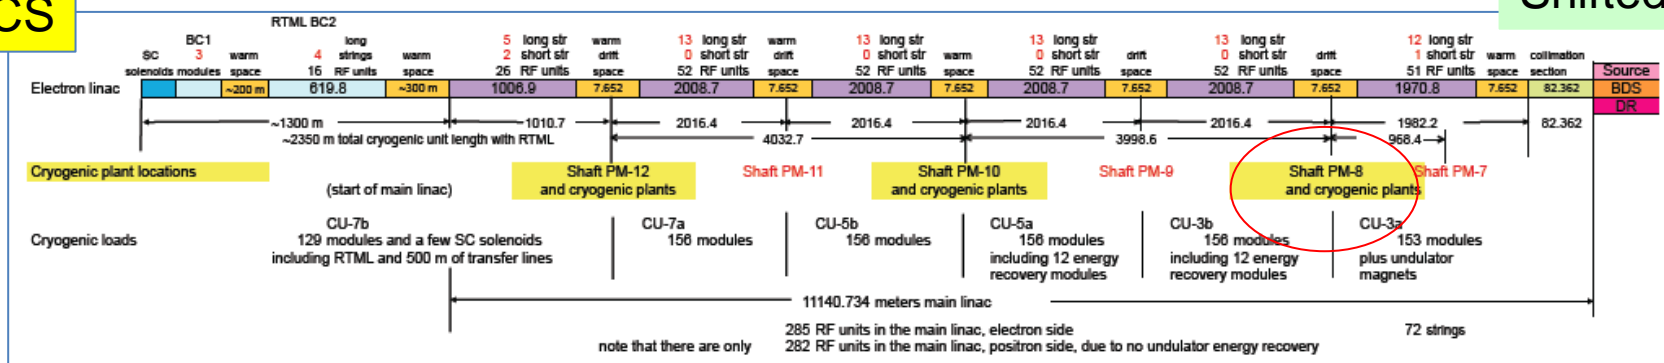 CS
Shifted
RTML BC2
BC1
long
5 long str
warm
13 long str
warm
13 long str
13 long str
13 long str
12 long str
SC
3
warm
4
strings
warm
2 short str
drift
0 short str
drift
0 short str
warm
0 short str
drift
0 short str
drift
1 short str
warm
collimation
solenoids modules
space
16
RF units
space
26 RF units
space
52 RF units
space
52 RF units
space
52 RF units
space
52 RF units
space
51 RF units
space
section
Source
Electron linac
~200 m
619.8
~300 m
1006.9
7.652
2008.7
7.652
2008.7
7.652
2008.7
7.652
2008.7
7.652
1970.8
7.652
82.362
BDS
DR
~1300 m
1010.7
2016.4
2016.4
2016.4
2016.4
1982.2
82.362
~2350 m total cryogenic unit length with RTML
4032.7
3998.6
968.4
Cryogenic plant locations
Shaft PM-12
Shaft PM-11
Shaft PM-10
Shaft PM-9
Shaft PM-8
Shaft PM-7
(start of main linac)
and cryogenic plants
and cryogenic plants
and cryogenic plants
CU-7b
CU-7a
CU-5b
CU-5a
CU-3b
CU-3a
Cryogenic loads
129 modules and a few SC solenoids
156 modules
156 modules
156 modules
156 modules
153 modules
including RTML and 500 m of transfer lines
including 12 energy
including 12 energy
plus undulator
recovery modules
recovery modules
magnets
11140.734 meters main linac
285 RF units in the main linac, electron side
72 strings
note that there are only
282 RF units in the main linac, positron side, due to no undulator energy recovery